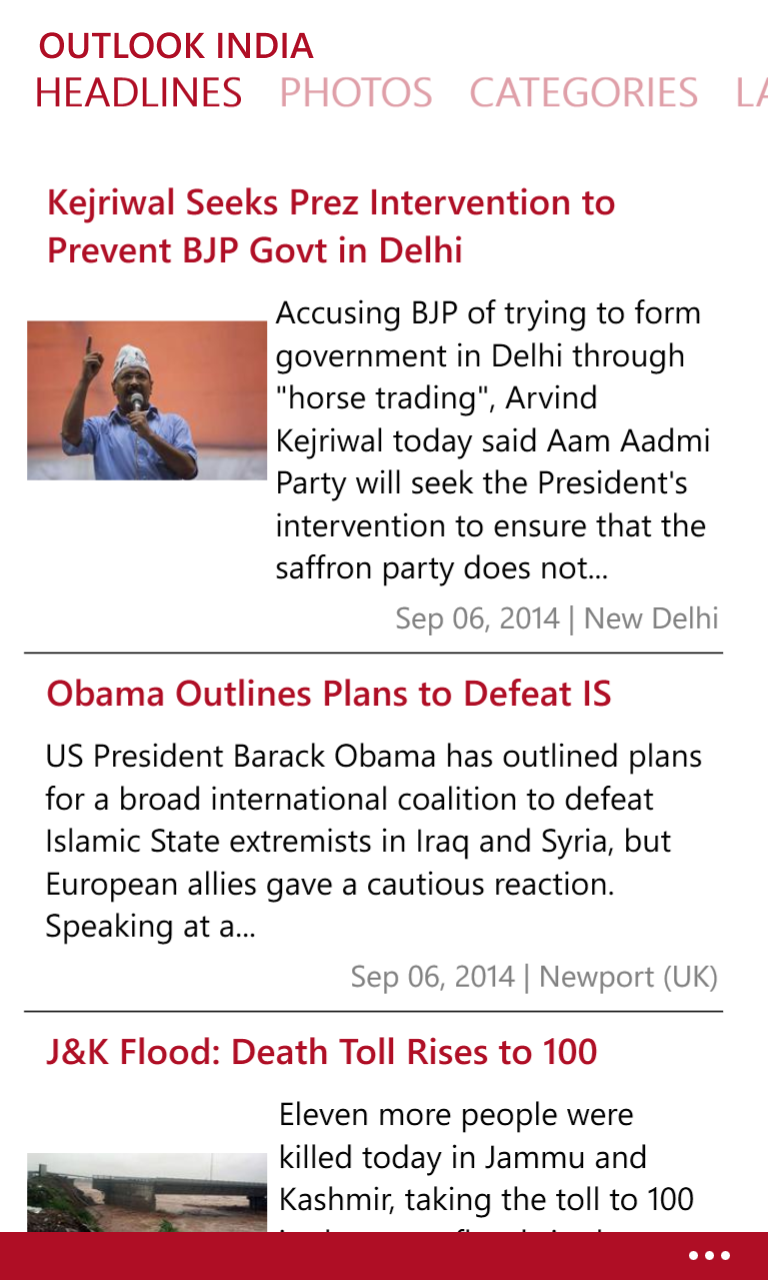 OUTLOOK INDIA
HEADLINES PHOTOS CATEGORIES
Kejriwal Seeks Prez Intervention to
Prevent BJP Govt in Delhi
Accusing BJP of trying to form
government in Delhi through
"horse trading", Arvind
Kejriwal today said Aam Aadmi
Party will seek the President's
intervention to ensure that the
saffron party does not...
Sep 06, 2014 | New Delhi
Obama Outlines Plans to Defeat IS
US President Barack Obama has outlined plans
for a broad international coalition to defeat
Islamic State extremists in Iraq and Syria, but
European allies gave a cautious reaction.
Speaking at a...
Sep 06, 2014 | Newport (UK)
J&K Flood: Death Toll Rises to 100
Eleven more people were
killed today in Jammu and
Kashmir, taking the toll to 100